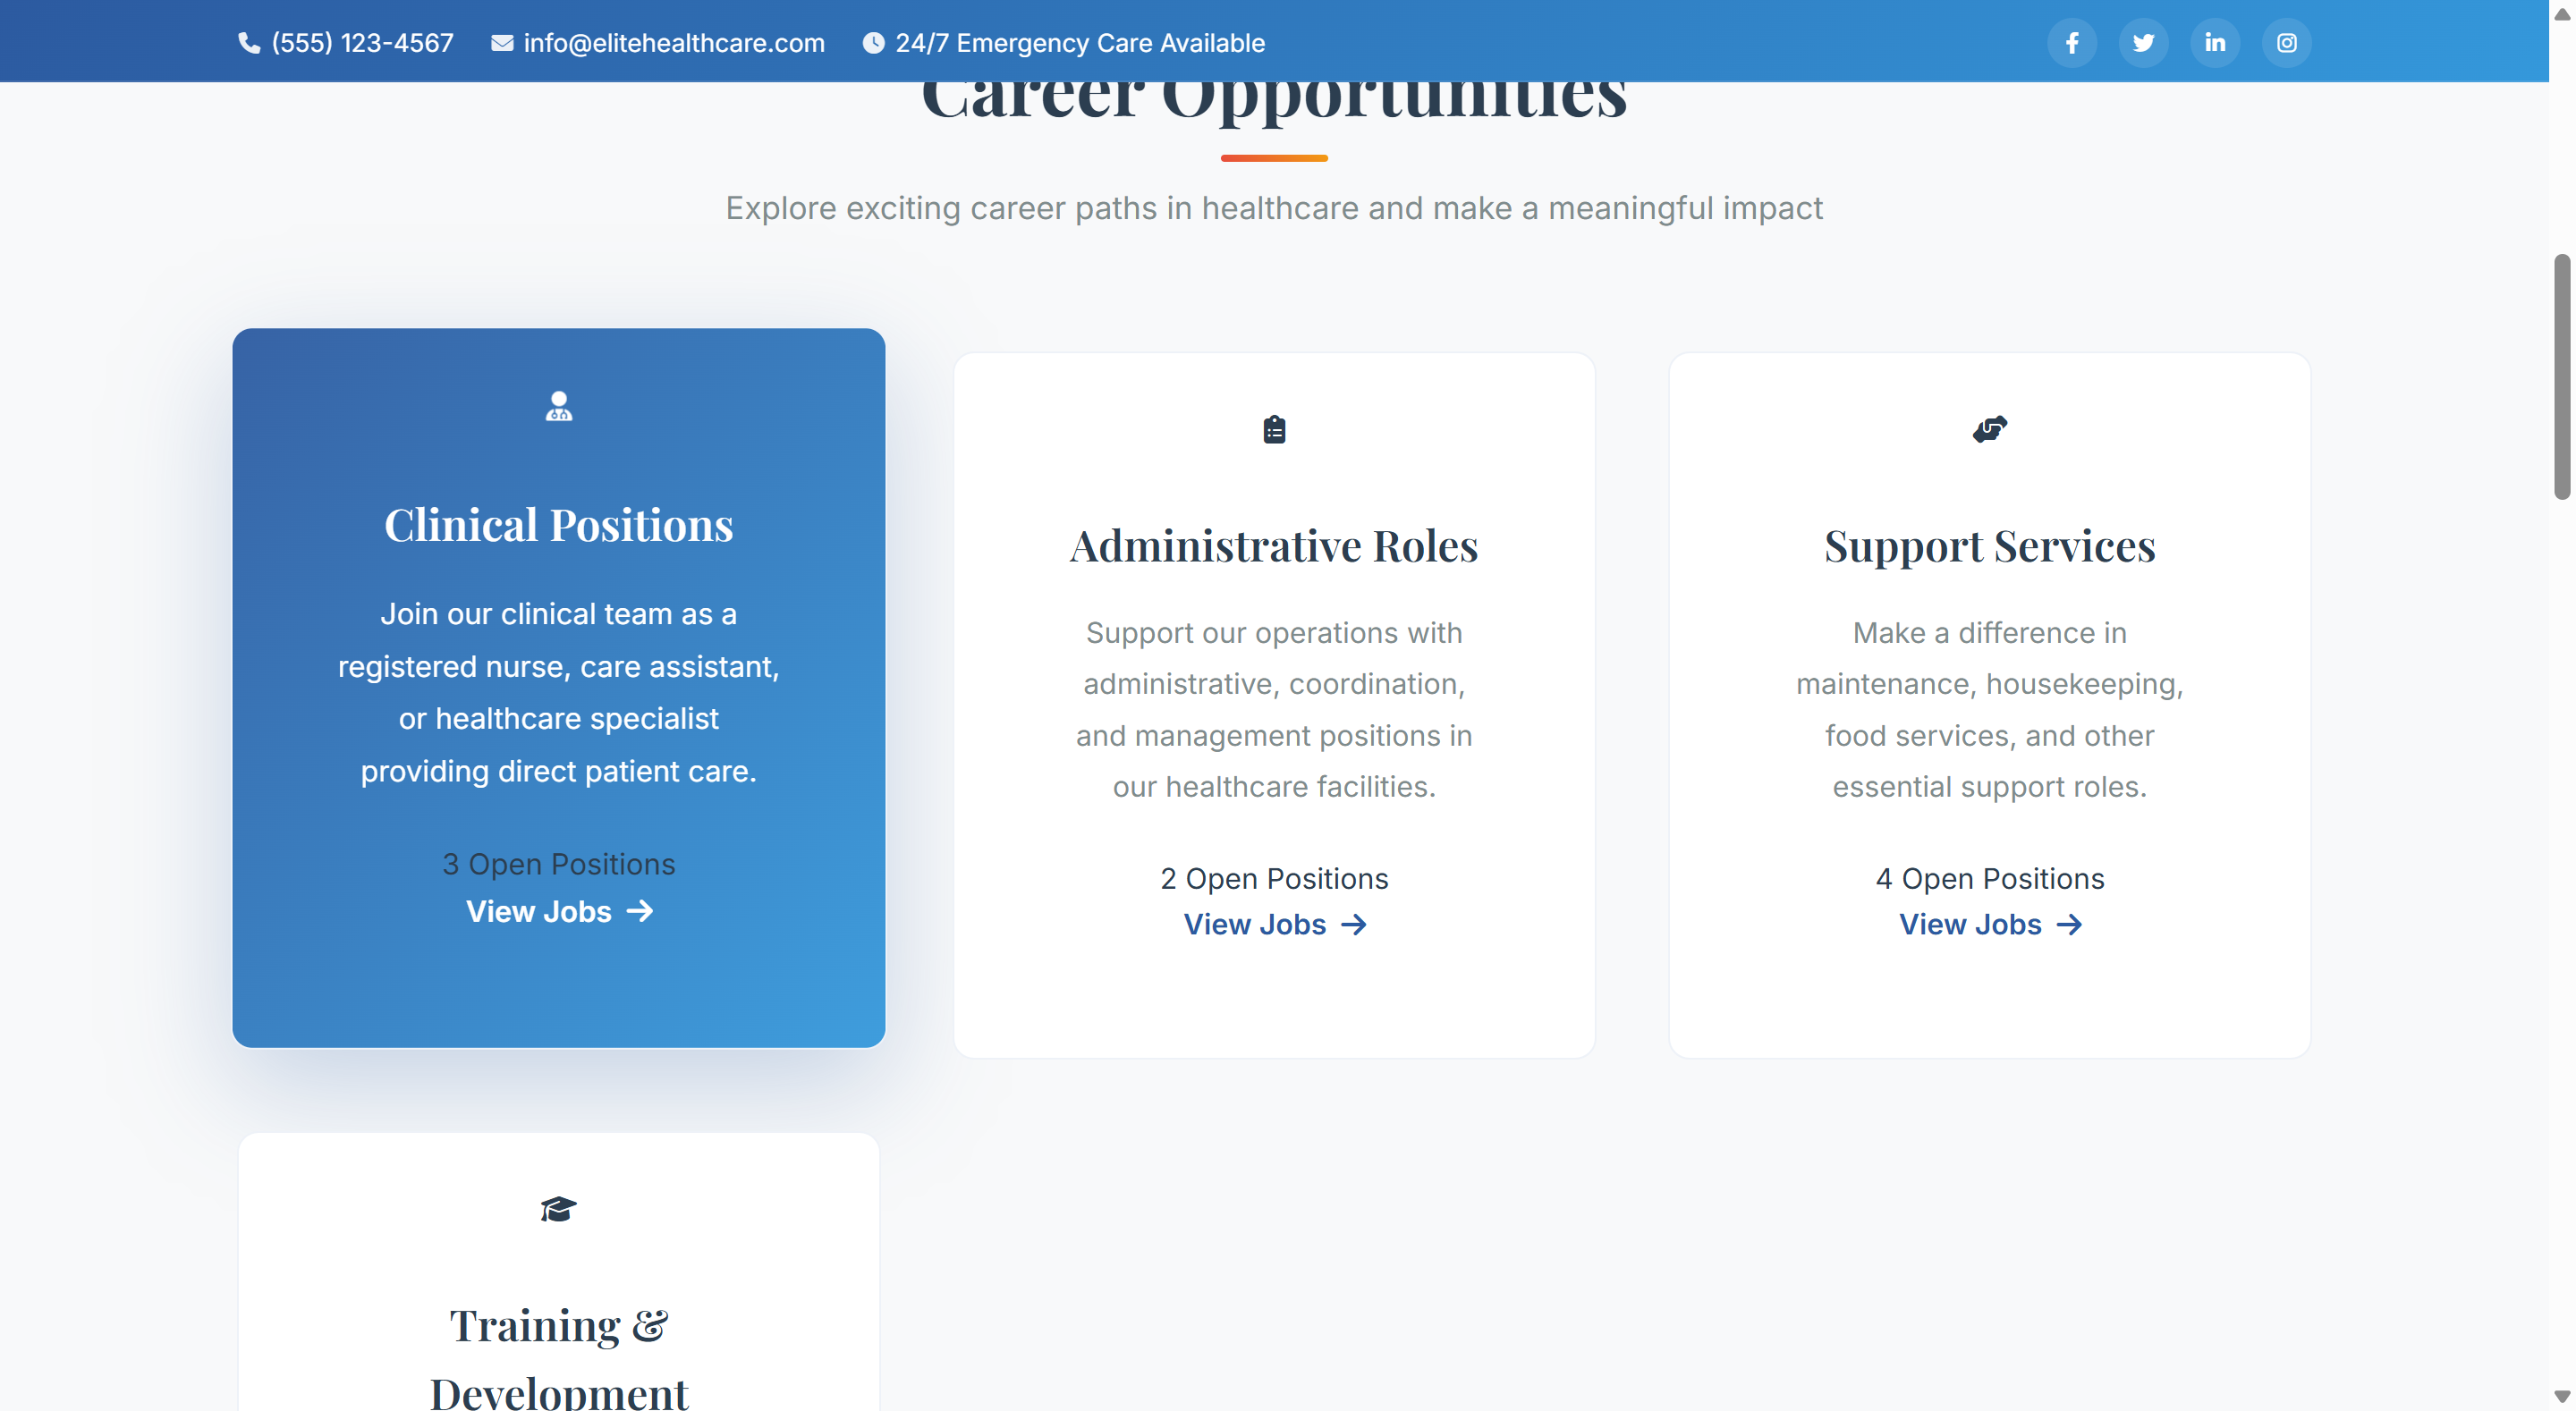 (555) 123-4567 info@elitehealthcare.com 24/7 Emergency Care Available
Career Opportunities
Explore exciting career paths in healthcare and make a meaningful impact
Clinical Positions
Join our clinical team as a
registered nurse, care assistant,
or healthcare specialist
providing direct patient care.
3 Open Positions
View Jobs
Administrative Roles
Support our operations with
administrative, coordination,
and management positions in
our healthcare facilities.
2 Open Positions
View Jobs
Support Services
Make a difference in
maintenance, housekeeping,
food services, and other
essential support roles.
4 Open Positions
View Jobs
Training &
Development